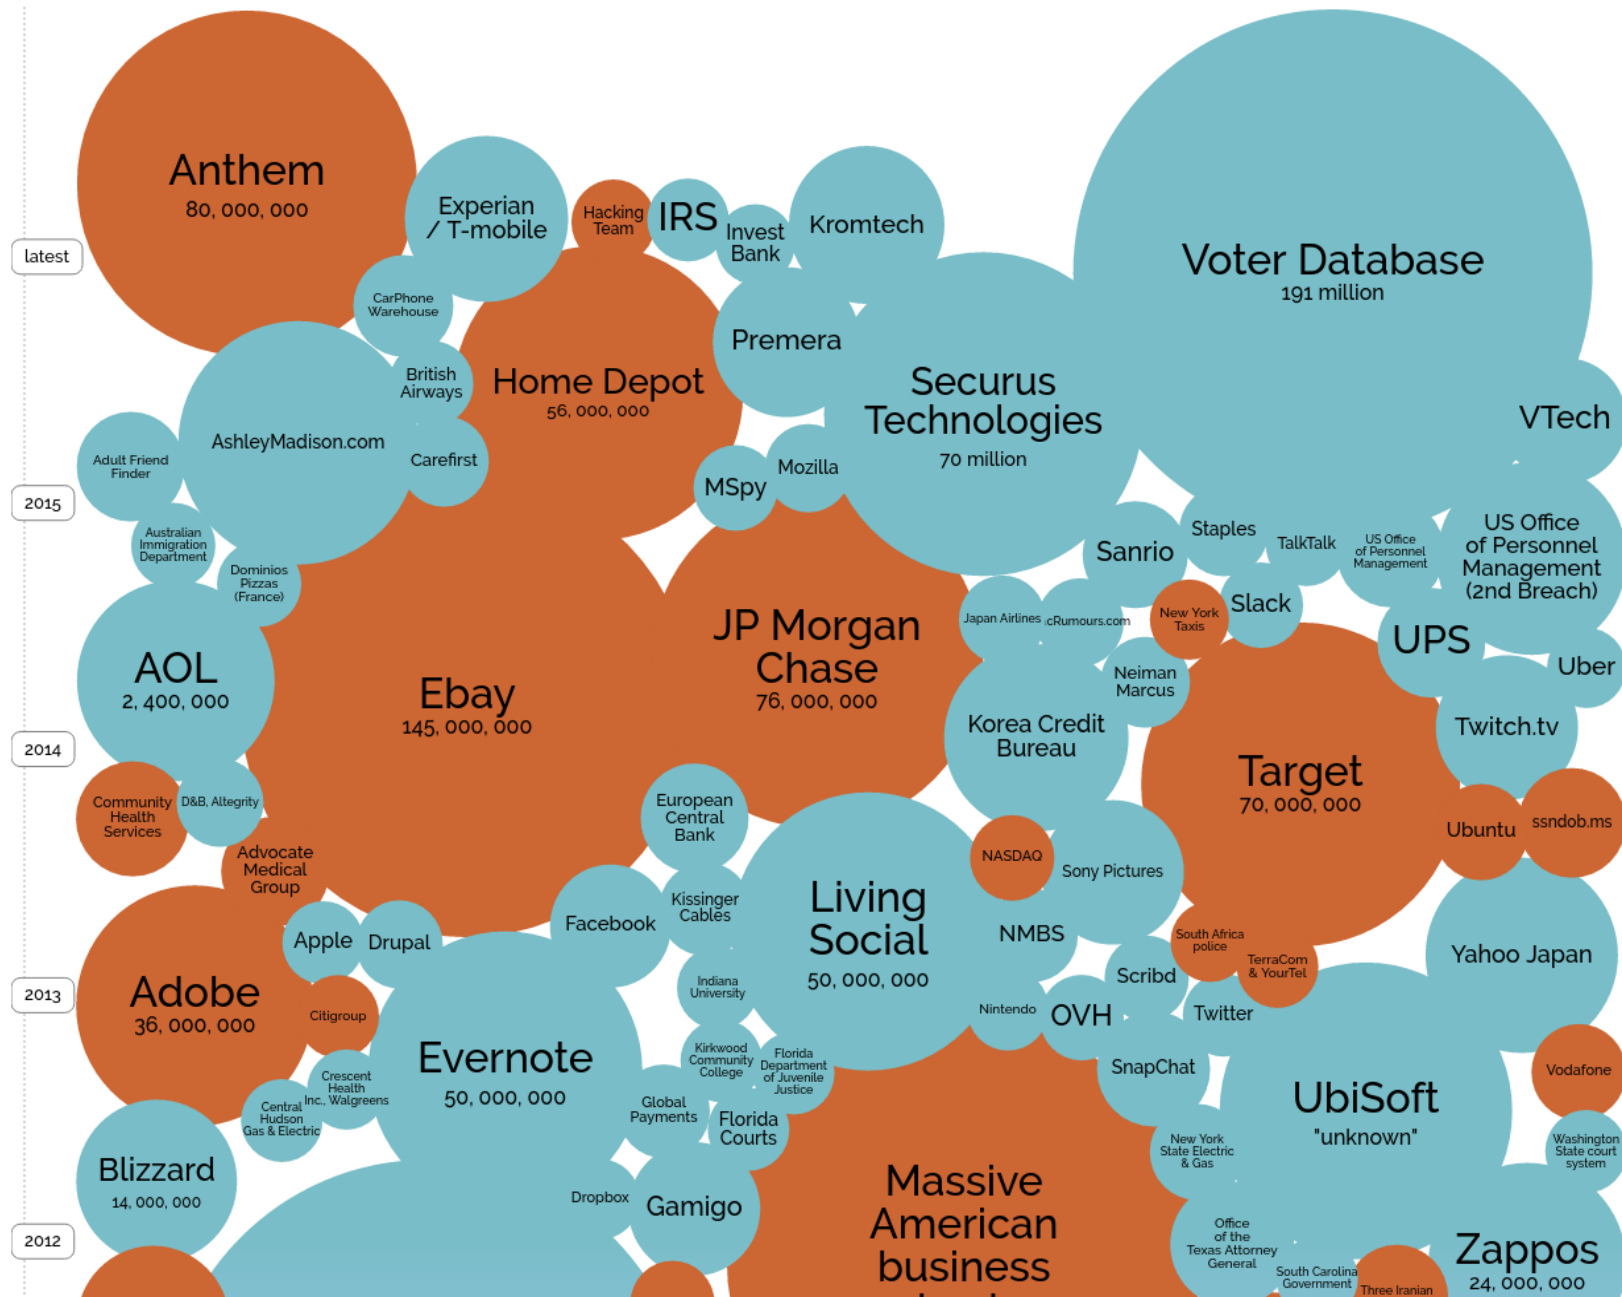 Anthem
80, 000, 000
Experian
/ T-mobile
Hacking
Team
IRS
Invest
Bank
Kromtech
Voter Database
191 million
latest
CarPhone
Warehouse
Premera
British
Airways
Home Depot
56, 000, 000
Securus
Technologies
70 million
VTech
AshleyMadison.com
Adult Friend
Finder
Carefirst
MSpy
Mozilla
2015
Australian
Immigration
Department
Dominios
Pizzas
(France)
Sanrio
Staples
TalkTalk
US Office
of Personnel
Management
US Office
of Personnel
Management
(2nd Breach)
Japan Airlines
cRumours.com
New York
Taxis
Slack
UPS
Uber
AOL
2, 400, 000
Ebay
145, 000, 000
JP Morgan
Chase
76, 000, 000
Neiman
Marcus
Korea Credit
Bureau
Twitch.tv
2014
Target
70, 000, 000
Community
Health
Services
D&B, Altegrity
European
Central
Bank
Ubuntu
ssndob.ms
Advocate
Medical
Group
NASDAQ
Sony Pictures
Living
Social
50, 000, 000
Kissinger
Cables
Facebook
Apple
Drupal
NMBS
South Africa
police
TerraCom
& YourTel
Yahoo Japan
2013
Adobe
36, 000, 000
Citigroup
Indiana
University
Scribd
Nintendo
OVH
Twitter
Evernote
50, 000, 000
Kirkwood
Community
College
Florida
Department
of Juvenile
Justice
SnapChat
Vodafone
Crescent
Health
Inc., Walgreens
Central
Hudson
Gas & Electric
Global
Payments
Florida
Courts
UbiSoft
"unknown"
New York
State Electric
& Gas
Washington
State court
system
Blizzard
14, 000, 000
Dropbox
Gamigo
Massive
American
business
2012
Office
of the
Texas Attorney
General
South Carolina
Government
Three Iranian
Zappos
24, 000, 000